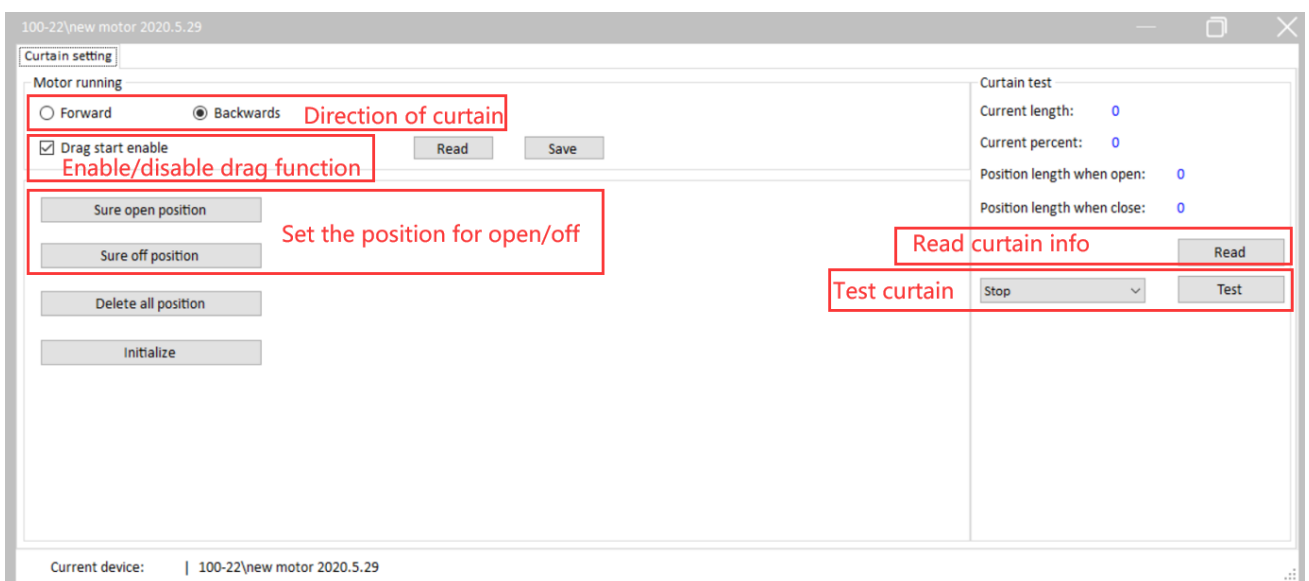 100-22\new motor 2020.5.29
Curtain setting
Motor running
Forward
Backwards
Direction of curtain
Drag start enable
Read
Save
Enable/disable drag function
Sure open position
Set the position for open/off
Sure off position
Delete all position
Initialize
Curtain test
Current length: 0
Current percent: 0
Position length when open: 0
Position length when close: 0
Read curtain info
Read
Test curtain
Stop
Test
Current device: | 100-22\new motor 2020.5.29